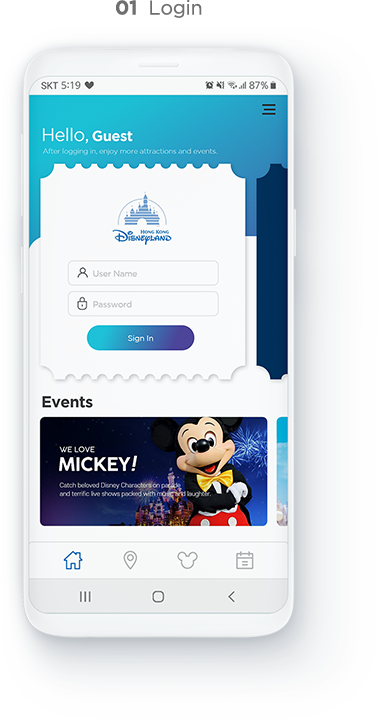 01 Login
SKT 5:19 87%
Hello, Guest
After logging in, enjoy more attractions and events.
HONG KONG
DISNEYLAND
User Name
Password
Sign In
Events
WE LOVE
MICKEY!
Catch beloved Disney Characters on parade
and terrific live shows packed with music and laughter.